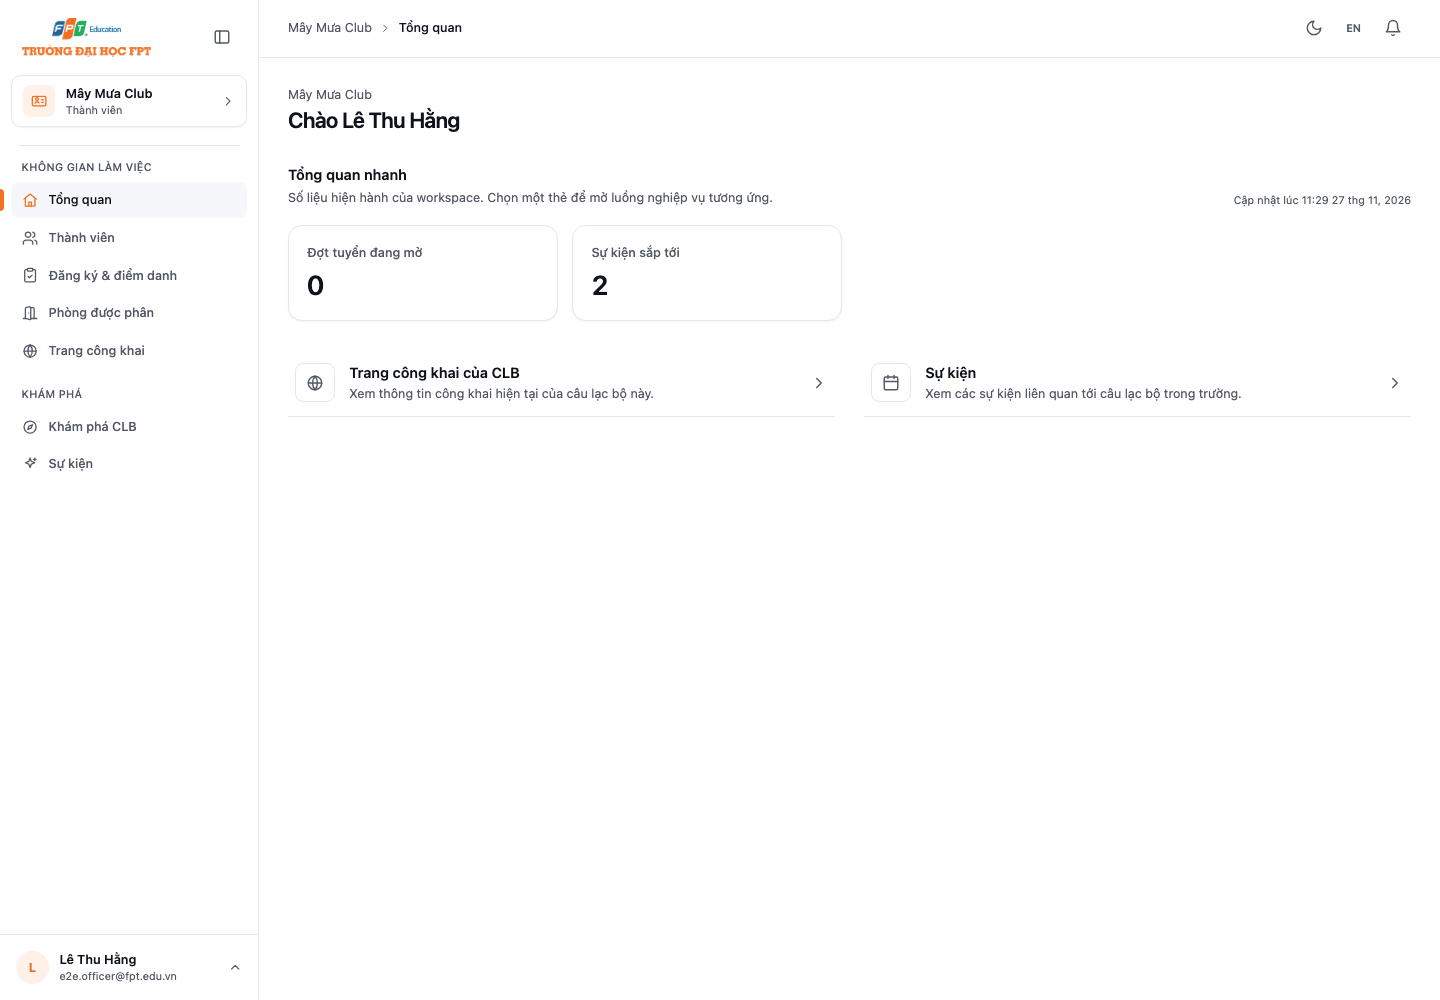 FPT Education
TRƯỜNG ĐẠI HỌC FPT
Mây Mưa Club
Thành viên
KHÔNG GIAN LÀM VIỆC
Tổng quan
Thành viên
Đăng ký & điểm danh
Phòng được phân
Trang công khai
KHÁM PHÁ
Khám phá CLB
Sự kiện
Lê Thu Hằng
e2e.officer@fpt.edu.vn
L
Mây Mưa Club
Tổng quan
EN
Mây Mưa Club
Chào Lê Thu Hằng
Tổng quan nhanh
Số liệu hiện hành của workspace. Chọn một thẻ để mở luồng nghiệp vụ tương ứng.
Cập nhật lúc 11:29 27 thg 11, 2026
Đợt tuyển đang mở
0
Sự kiện sắp tới
2
Trang công khai của CLB
Xem thông tin công khai hiện tại của câu lạc bộ này.
Sự kiện
Xem các sự kiện liên quan tới câu lạc bộ trong trường.